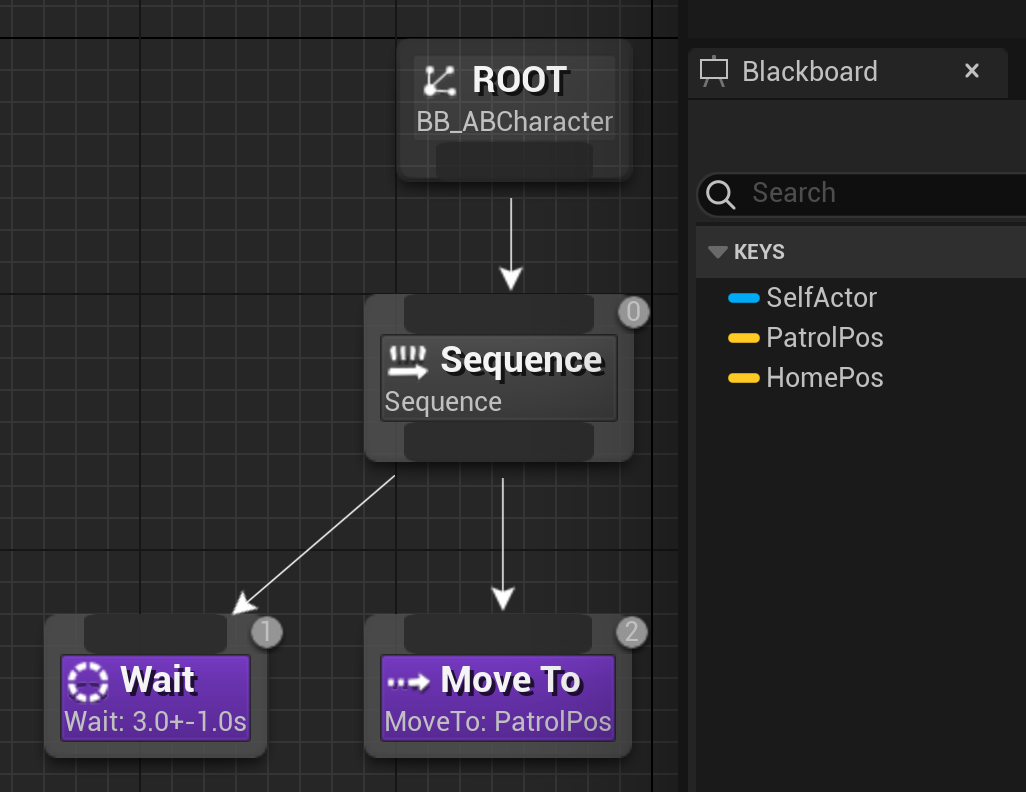 ROOT
BB_ABCharacter
0
Sequence
Sequence
1
Wait
Wait: 3.0+-1.0s
2
Move To
MoveTo: PatrolPos
Blackboard
Search
KEYS
SelfActor
PatrolPos
HomePos